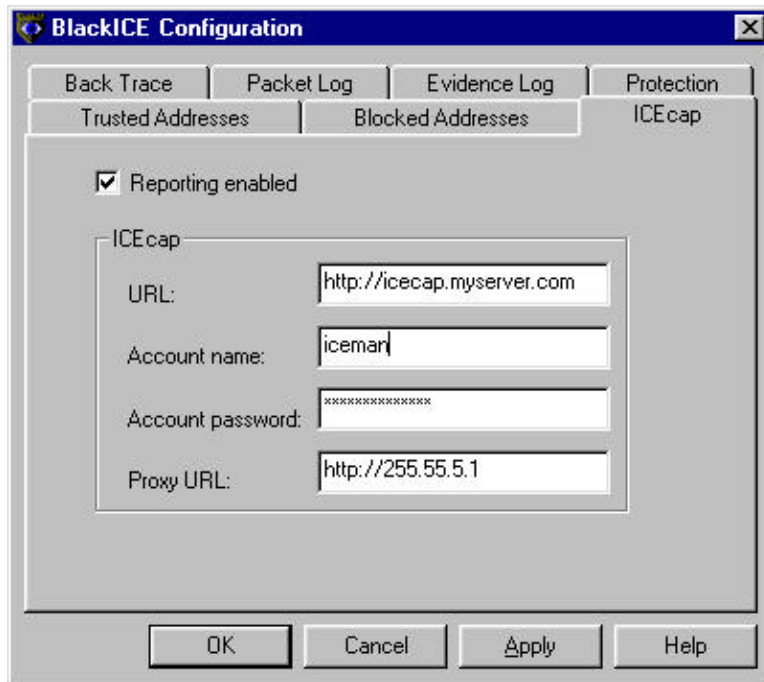 BlackICE Configuration
Back Trace
Packet Log
Evidence Log
Protection
Trusted Addresses
Blocked Addresses
ICEcap
Reporting enabled
ICEcap
URL:
http://icecap.myserver.com
Account name:
iceman
Account password:
**************
Proxy URL:
http://255.55.5.1
OK
Cancel
Apply
Help